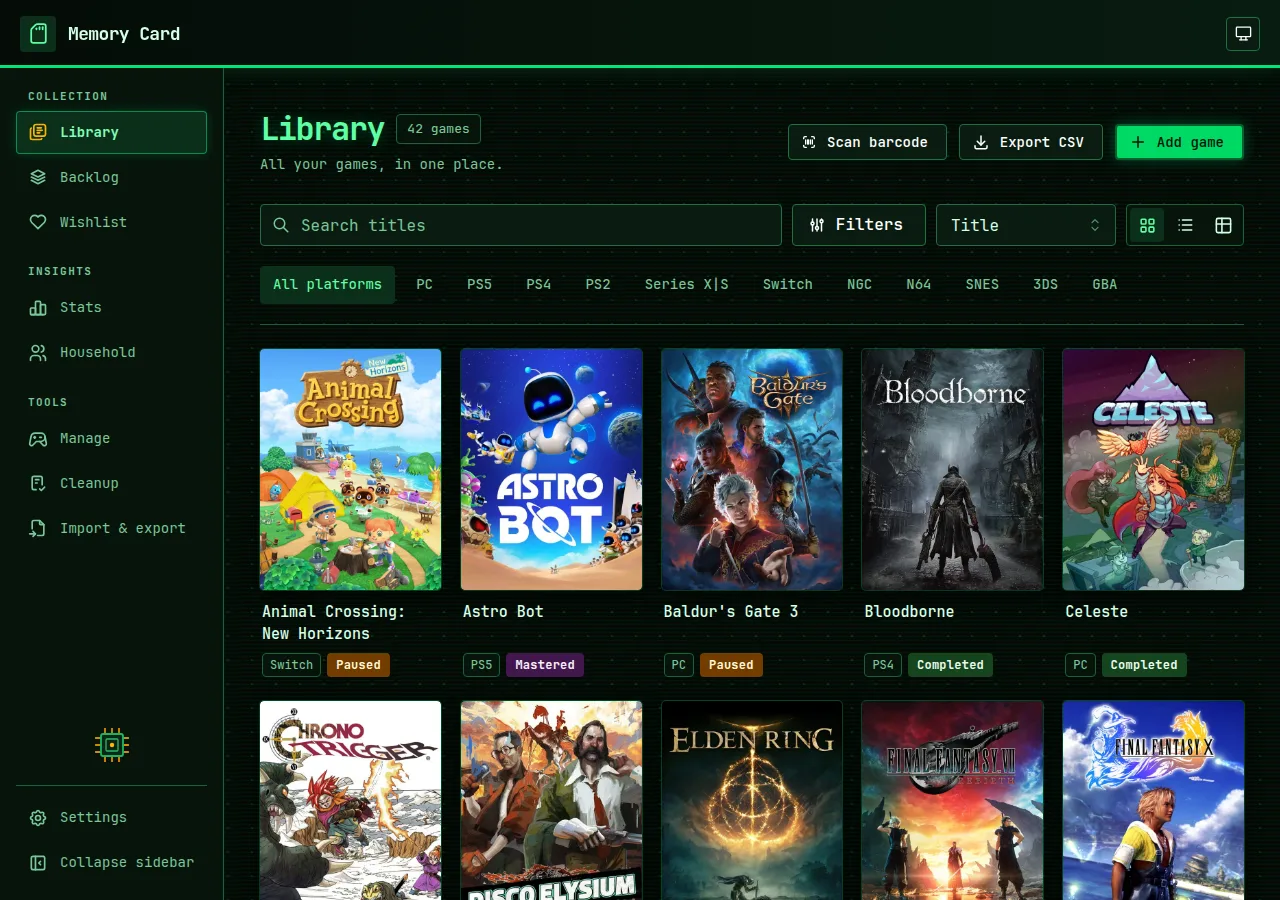 Memory Card
COLLECTION
Library
Backlog
Wishlist
INSIGHTS
Stats
Household
TOOLS
Manage
Cleanup
Import & export
Settings
Collapse sidebar
Library
42 games
All your games, in one place.
Scan barcode
Export CSV
Add game
Search titles
Filters
Title
All platforms
PC
PS5
PS4
PS2
Series X|S
Switch
NGC
N64
SNES
3DS
GBA
New
Horizons
Animal
Crossing
ASTRO
BOT
Baldur's
Gate
Bloodborne
CELESTE
Animal Crossing:
New Horizons
Astro Bot
Baldur's Gate 3
Bloodborne
Celeste
Switch
Paused
PS5
Mastered
PC
Paused
PS4
Completed
PC
Completed
CHRONO
TRIGGER
DISCO ELYSIUM
ELDEN RING
FINAL FANTASY VII
REBIRTH
FINAL FANTASY X